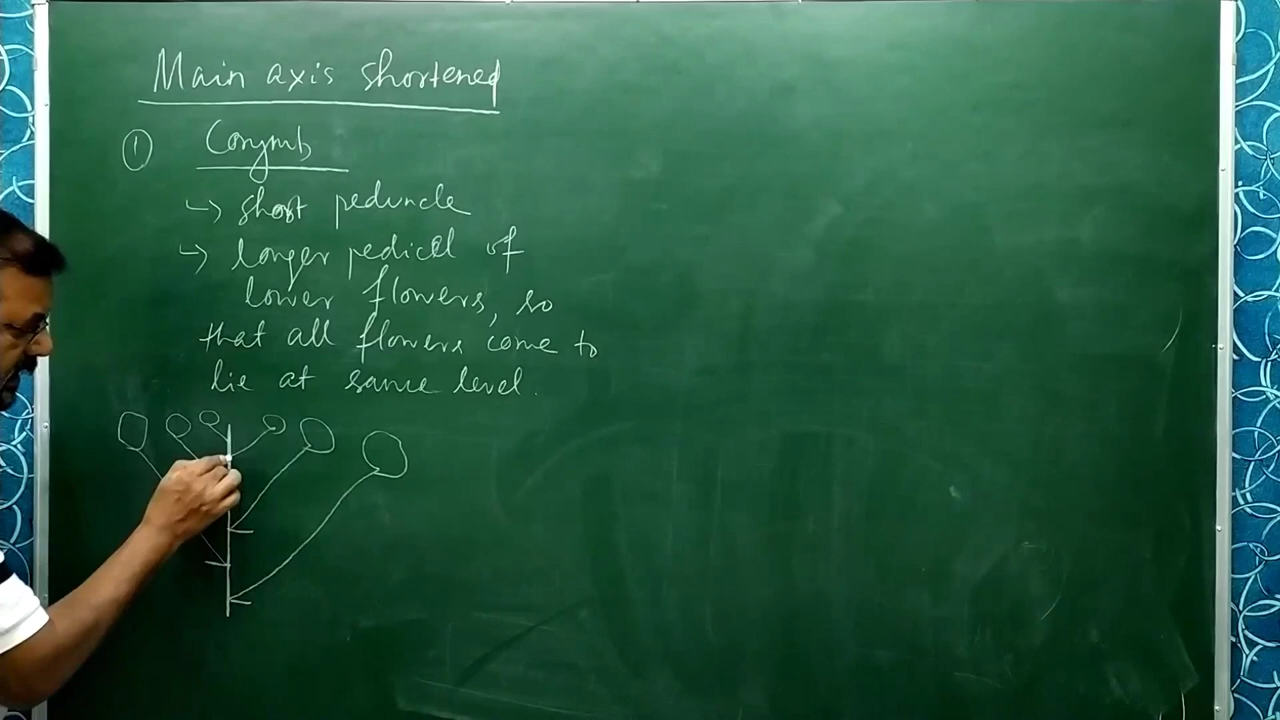 Main axis shortened
① Corymb
→ short peduncle
→ longer pedicel of
lower flowers, so
that all flowers come to
lie at same level.